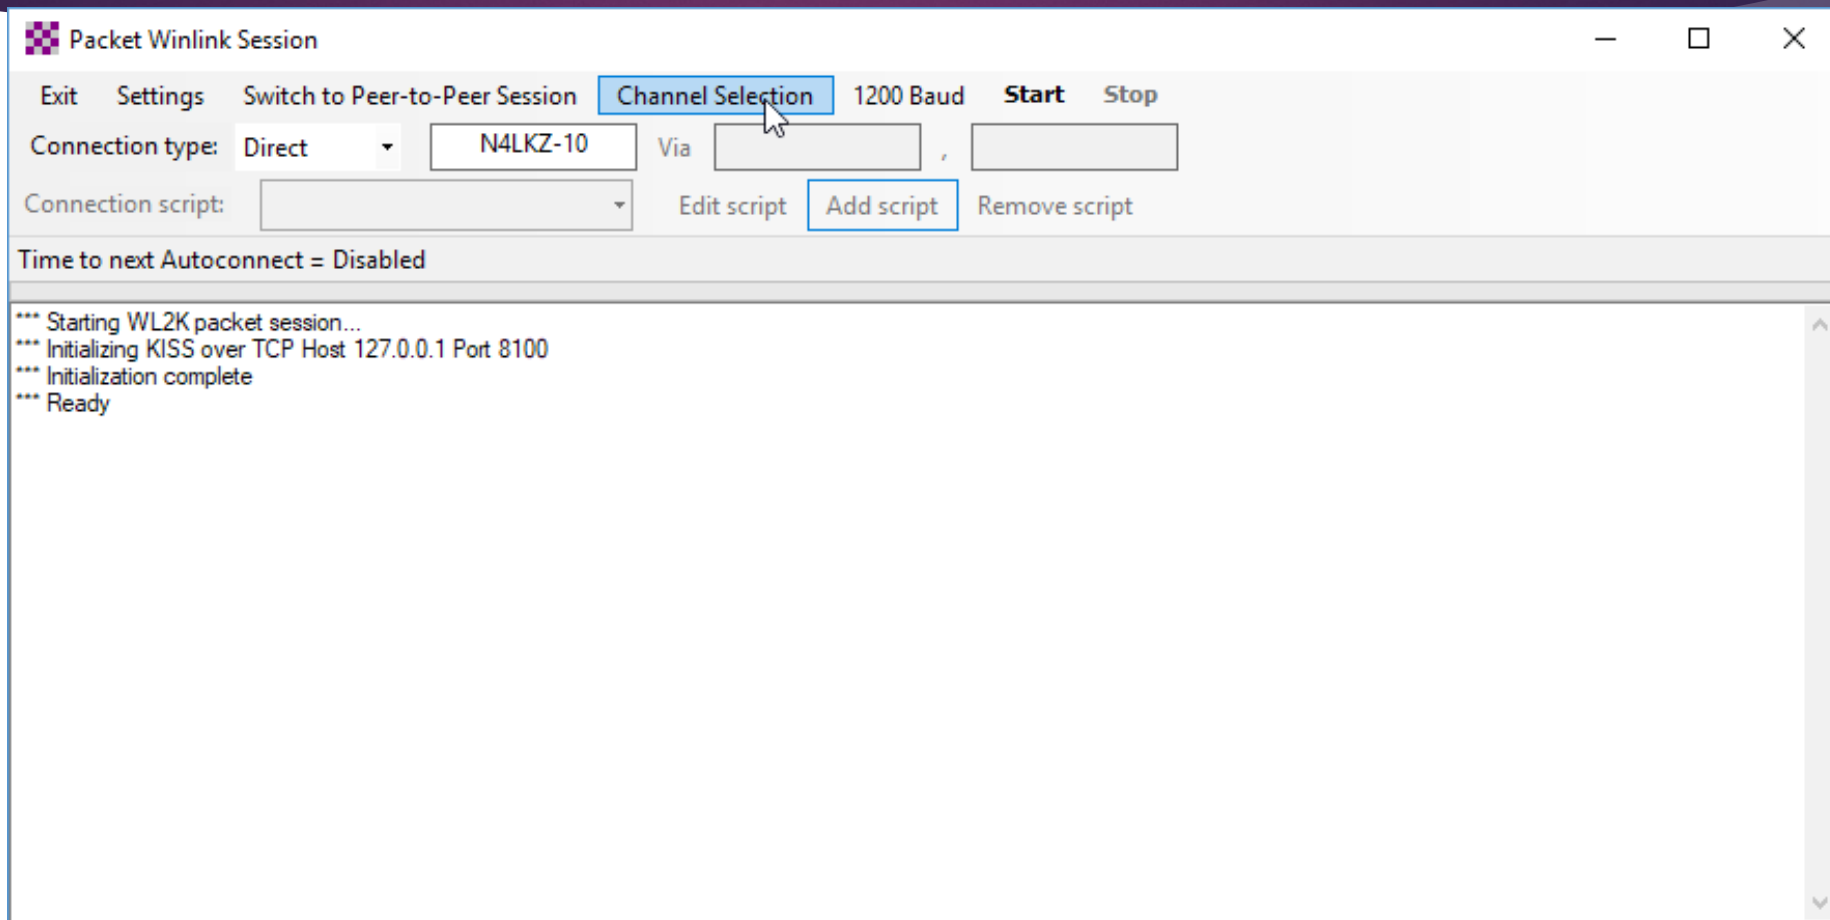 Packet Winlink Session
Exit Settings Switch to Peer-to-Peer Session Channel Selection 1200 Baud Start Stop
Connection type: Direct N4LKZ-10 Via ,
Connection script: Edit script Add script Remove script
Time to next Autoconnect = Disabled
*** Starting WL2K packet session...
*** Initializing KISS over TCP Host 127.0.0.1 Port 8100
*** Initialization complete
*** Ready